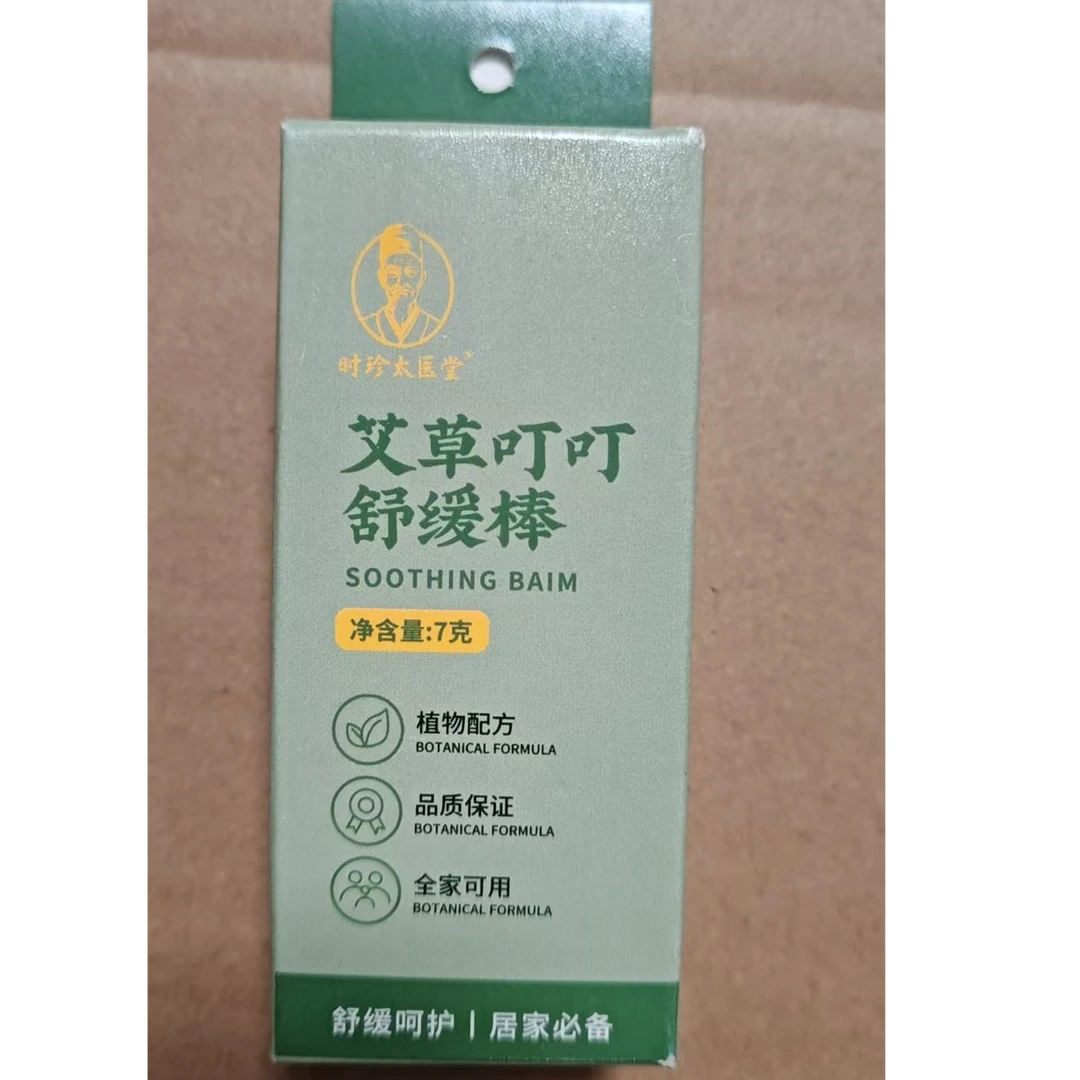 时珍太医堂
艾草叮叮
舒缓棒
SOOTHING BAIM
净含量:7克
植物配方
BOTANICAL FORMULA
品质保证
BOTANICAL FORMULA
全家可用
BOTANICAL FORMULA
舒缓呵护 | 居家必备